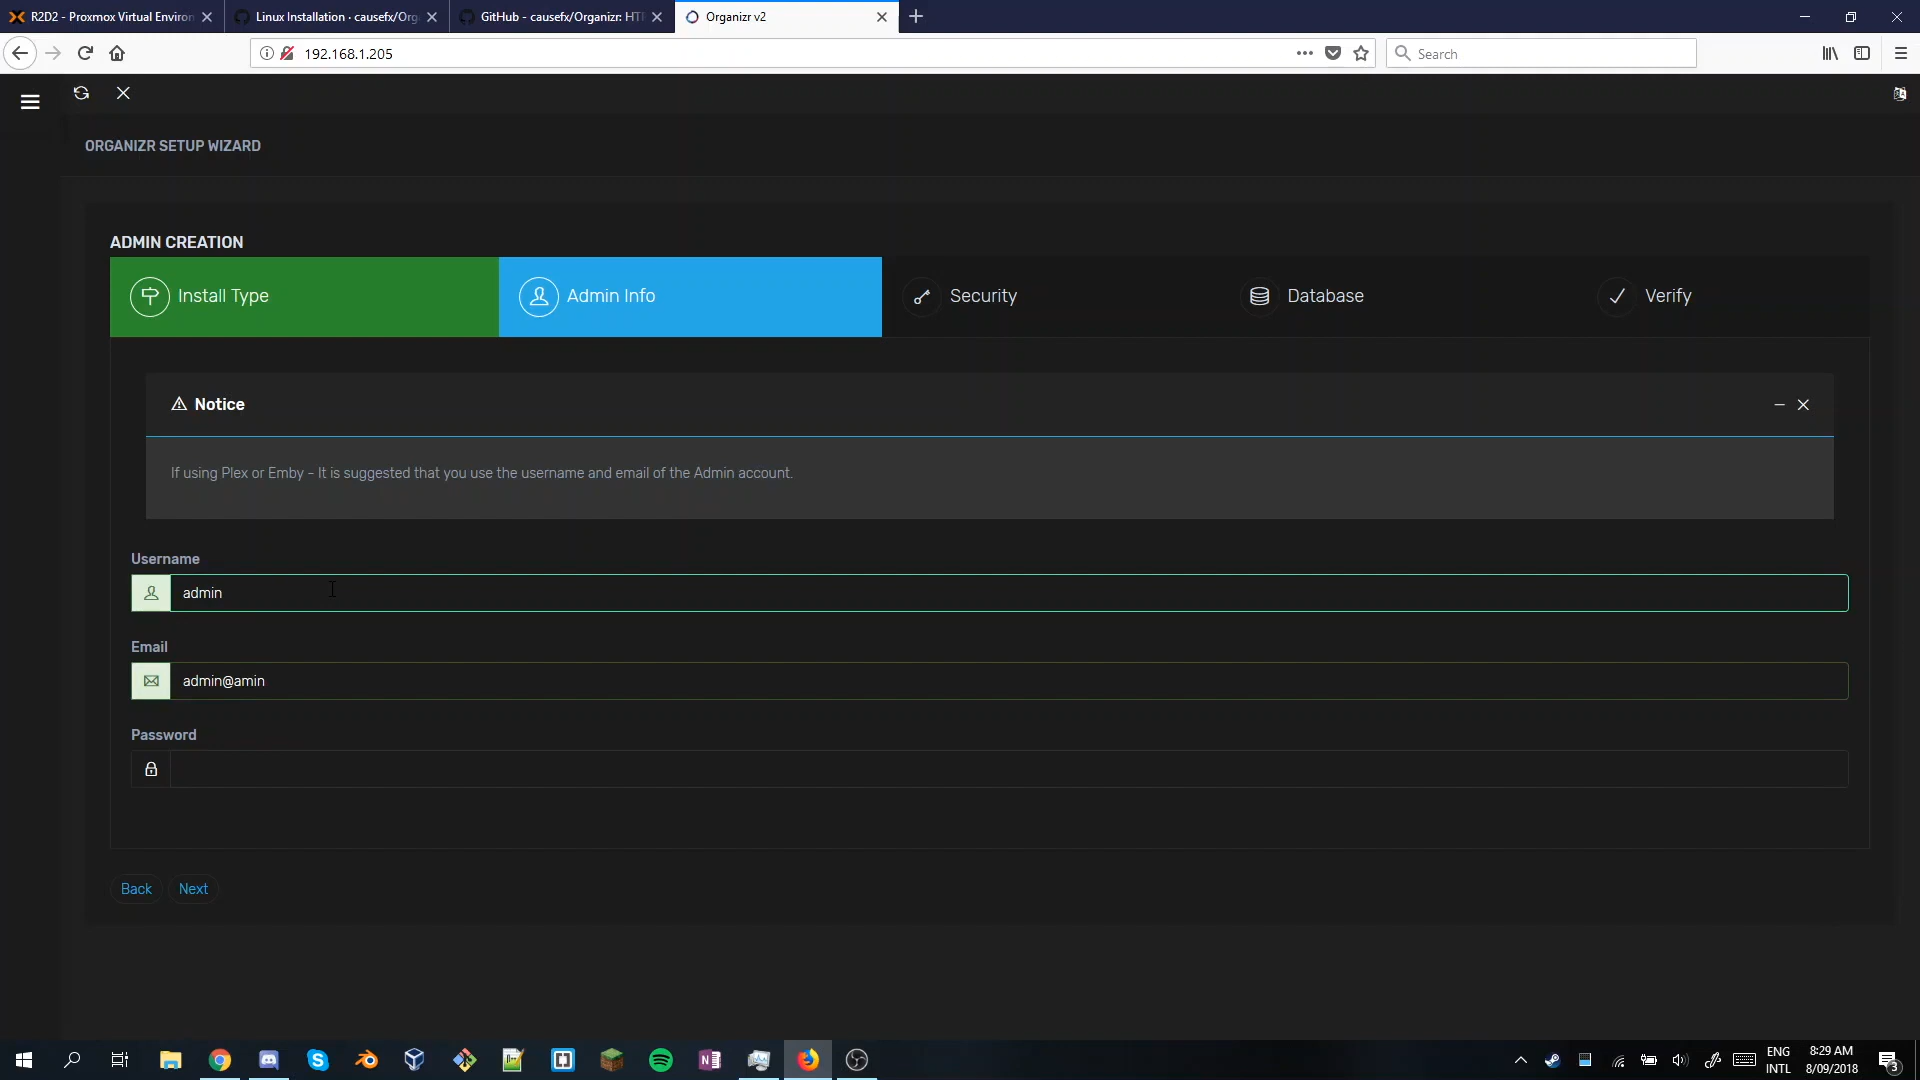 R2D2 - Proxmox Virtual Environ
Linux Installation · causefx/Org
GitHub - causefx/Organizr: HT
Organizr v2
192.168.1.205
Search
ORGANIZR SETUP WIZARD
ADMIN CREATION
Install Type
Admin Info
Security
Database
Verify
Notice
If using Plex or Emby - It is suggested that you use the username and email of the Admin account.
Username
admin
Email
admin@amin
Password
Back
Next
ENG
INTL
8:29 AM
8/09/2018
3